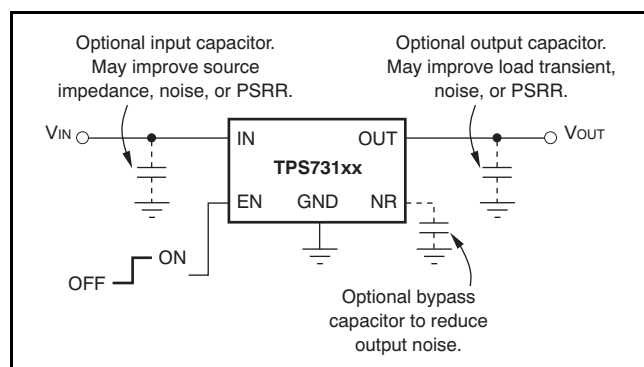 Optional input capacitor.
May improve source
impedance, noise, or PSRR.
Optional output capacitor.
May improve load transient,
noise, or PSRR.
VIN
IN
OUT
VOUT
TPS731xx
EN
GND
NR
OFF
ON
Optional bypass
capacitor to reduce
output noise.